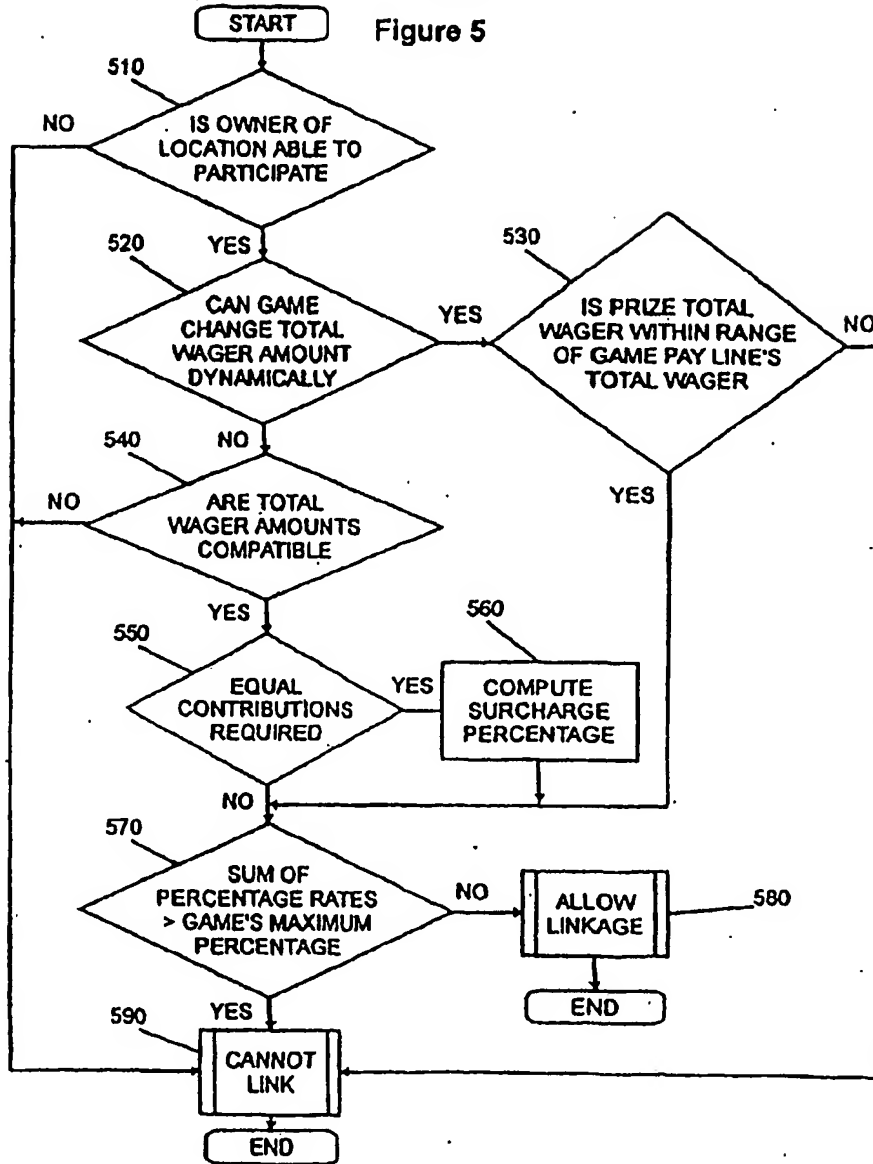 START
Figure 5
510
NO
IS OWNER OF
LOCATION ABLE TO
PARTICIPATE
YES
520
530
CAN GAME
CHANGE TOTAL
WAGER AMOUNT
DYNAMICALLY
YES
IS PRIZE TOTAL
WAGER WITHIN RANGE
OF GAME PAY LINE'S
TOTAL WAGER
NO
NO
540
NO
ARE TOTAL
WAGER AMOUNTS
COMPATIBLE
YES
YES
550
560
EQUAL
CONTRIBUTIONS
REQUIRED
YES
COMPUTE
SURCHARGE
PERCENTAGE
NO
570
SUM OF
PERCENTAGE RATES
> GAME'S MAXIMUM
PERCENTAGE
NO
ALLOW
LINKAGE
580
END
YES
590
CANNOT
LINK
END